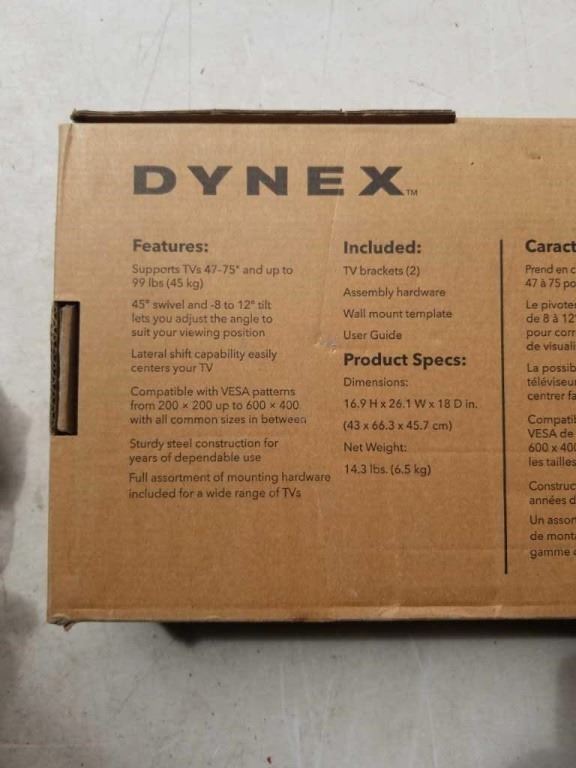 DYNEX™
Features:
Supports TVs 47-75" and up to
99 lbs (45 kg)
45° swivel and -8 to 12° tilt
lets you adjust the angle to
suit your viewing position
Lateral shift capability easily
centers your TV
Compatible with VESA patterns
from 200 × 200 up to 600 × 400
with all common sizes in between
Sturdy steel construction for
years of dependable use
Full assortment of mounting hardware
included for a wide range of TVs
Included:
TV brackets (2)
Assembly hardware
Wall mount template
User Guide
Product Specs:
Dimensions:
16.9 H x 26.1 W x 18 D in.
(43 x 66.3 x 45.7 cm)
Net Weight:
14.3 lbs. (6.5 kg)
Caract
Prend en c
47 à 75 po
Le pivote
de 8 à 12°
pour corr
de visuali
La possib
téléviseu
centrer fa
Compati
VESA de
600 x 400
les tailles
Construc
années d
Un assor
de monta
gamme